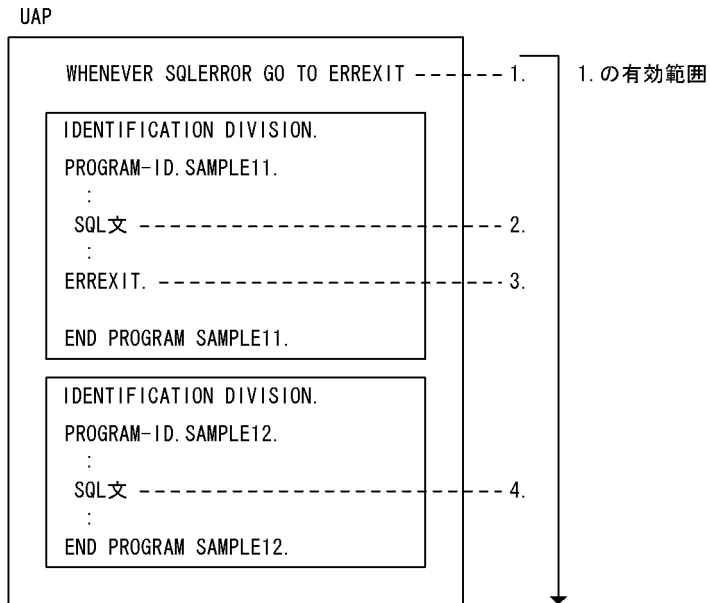 UAP
WHENEVER SQLERROR GO TO ERREXIT ------ 1. 1.の有効範囲
IDENTIFICATION DIVISION.
PROGRAM-ID.SAMPLE11.
:
SQL文 ------------------------ 2.
:
ERREXIT. ----------------------- 3.
END PROGRAM SAMPLE11.
IDENTIFICATION DIVISION.
PROGRAM-ID.SAMPLE12.
:
SQL文 ------------------------ 4.
:
END PROGRAM SAMPLE12.